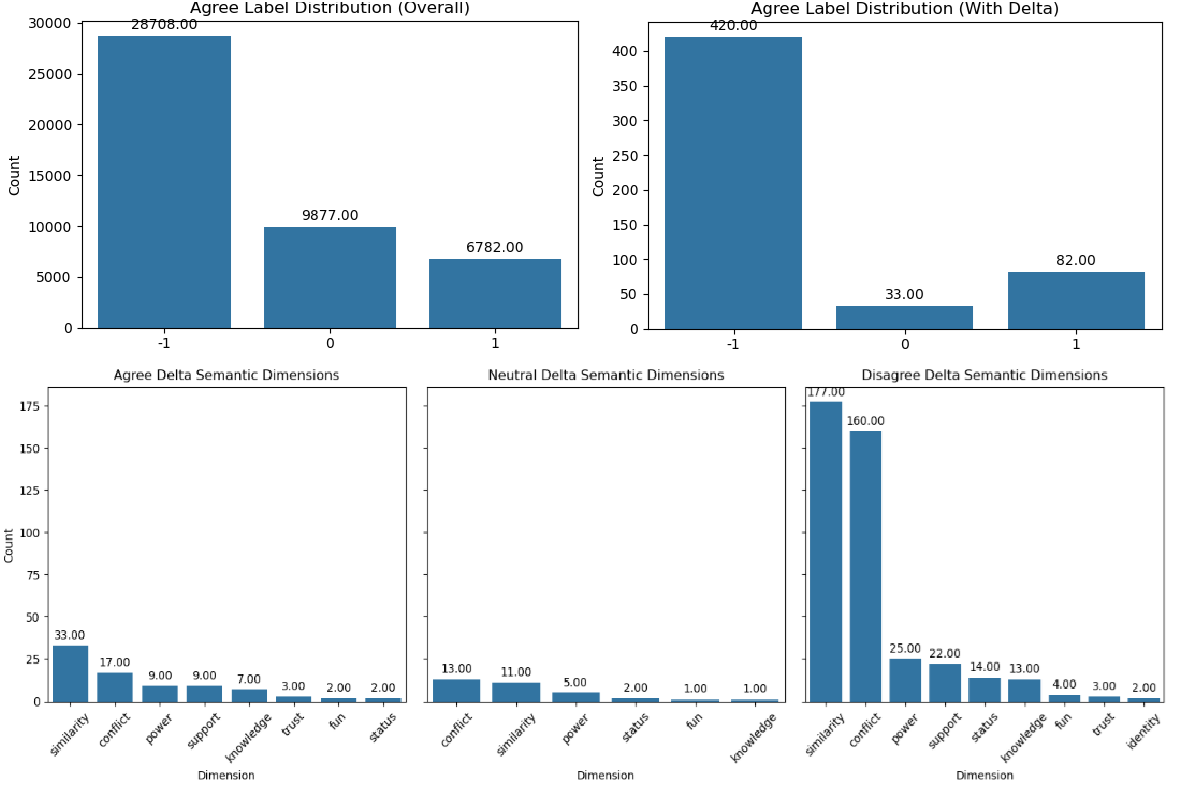 Agree Label Distribution (Overall)
30000
28708.00
25000
20000
15000
9877.00
10000
6782.00
5000
0
Count
-1 0 1
Agree Label Distribution (With Delta)
420.00
400
350
300
250
200
150
100
82.00
50
33.00
0
Count
-1 0 1
Agree Delta Semantic Dimensions
175
150
125
100
75
50
25
0
Count
33.00
17.00
9.00
9.00
7.00
3.00
2.00
2.00
similarity
conflict
power
support
knowledge
trust
fun
status
Dimension
Neutral Delta Semantic Dimensions
13.00
11.00
5.00
2.00
1.00
1.00
conflict
similarity
power
status
fun
knowledge
Dimension
Disagree Delta Semantic Dimensions
177.00
160.00
25.00
22.00
14.00
13.00
4.00
3.00
2.00
similarity
conflict
power
support
status
knowledge
fun
trust
identity
Dimension